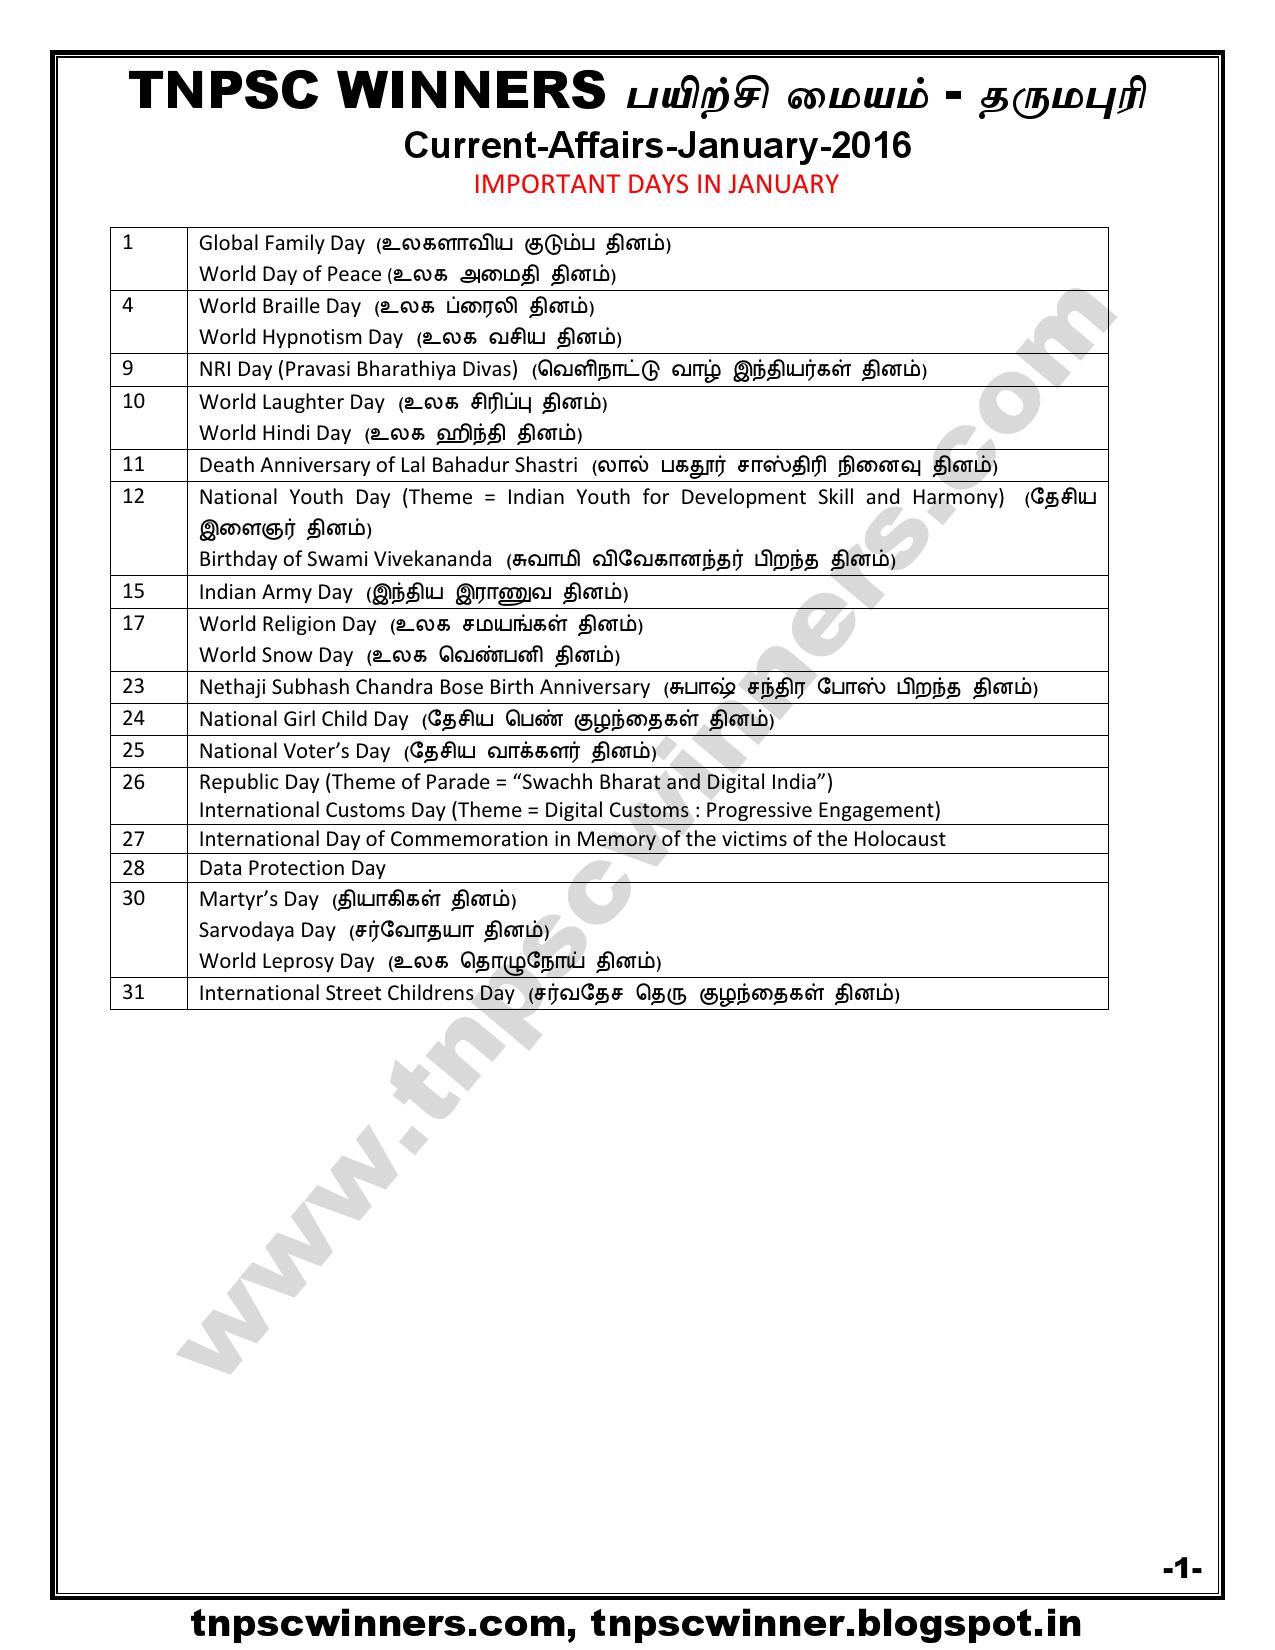 TNPSC WINNERS பயிற்சி மையம் - தருமபுரி
Current-Affairs-January-2016
IMPORTANT DAYS IN JANUARY
1 Global Family Day (உலகளாவிய குடும்ப தினம்)
World Day of Peace (உலக அமைதி தினம்)
4 World Braille Day (உலக ப்ரைலி தினம்)
World Hypnotism Day (உலக வசிய தினம்)
9 NRI Day (Pravasi Bharathiya Divas) (வெளிநாட்டு வாழ் இந்தியர்கள் தினம்)
10 World Laughter Day (உலக சிரிப்பு தினம்)
World Hindi Day (உலக ஹிந்தி தினம்)
11 Death Anniversary of Lal Bahadur Shastri (லால் பகதூர் சாஸ்திரி நினைவு தினம்)
12 National Youth Day (Theme = Indian Youth for Development Skill and Harmony) (தேசிய
இளைஞர் தினம்)
Birthday of Swami Vivekananda (சுவாமி விவேகானந்தர் பிறந்த தினம்)
15 Indian Army Day (இந்திய இராணுவ தினம்)
17 World Religion Day (உலக சமயங்கள் தினம்)
World Snow Day (உலக வெண்பனி தினம்)
23 Nethaji Subhash Chandra Bose Birth Anniversary (சுபாஷ் சந்திர போஸ் பிறந்த தினம்)
24 National Girl Child Day (தேசிய பெண் குழந்தைகள் தினம்)
25 National Voter’s Day (தேசிய வாக்களர் தினம்)
26 Republic Day (Theme of Parade = “Swachh Bharat and Digital India”)
International Customs Day (Theme = Digital Customs : Progressive Engagement)
27 International Day of Commemoration in Memory of the victims of the Holocaust
28 Data Protection Day
30 Martyr’s Day (தியாகிகள் தினம்)
Sarvodaya Day (சர்வோதயா தினம்)
World Leprosy Day (உலக தொழுநோய் தினம்)
31 International Street Childrens Day (சர்வதேச தெரு குழந்தைகள் தினம்)
www.tnpscwinners.com
-1-
tnpscwinners.com, tnpscwinner.blogspot.in